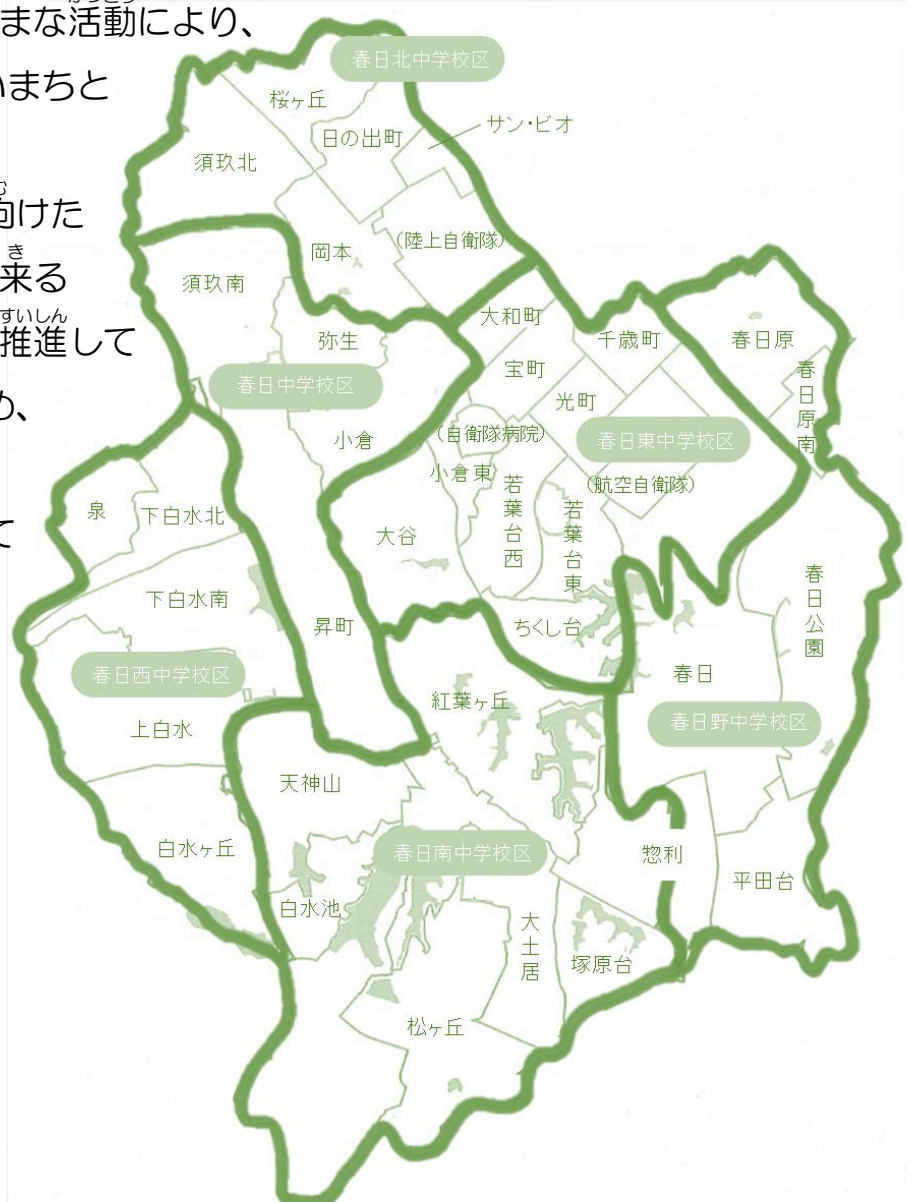 まな活動により、
いまちと
む
向けた
き
来る
すいしん
推進して
め、
て
春日北中学校区
桜ヶ丘
サン・ビオ
日の出町
須玖北
岡本
(陸上自衛隊)
須玖南
大和町
弥生
千歳町
春日原
宝町
春日原南
春日中学校区
光町
小倉
(自衛隊病院)
春日東中学校区
小倉東
若葉台西
(航空自衛隊)
若葉台東
泉
下白水北
大谷
下白水南
春日公園
昇町
ちくし台
春日西中学校区
春日
紅葉ヶ丘
上白水
春日野中学校区
天神山
白水ヶ丘
春日南中学校区
惣利
平田台
白水池
大土居
塚原台
松ヶ丘